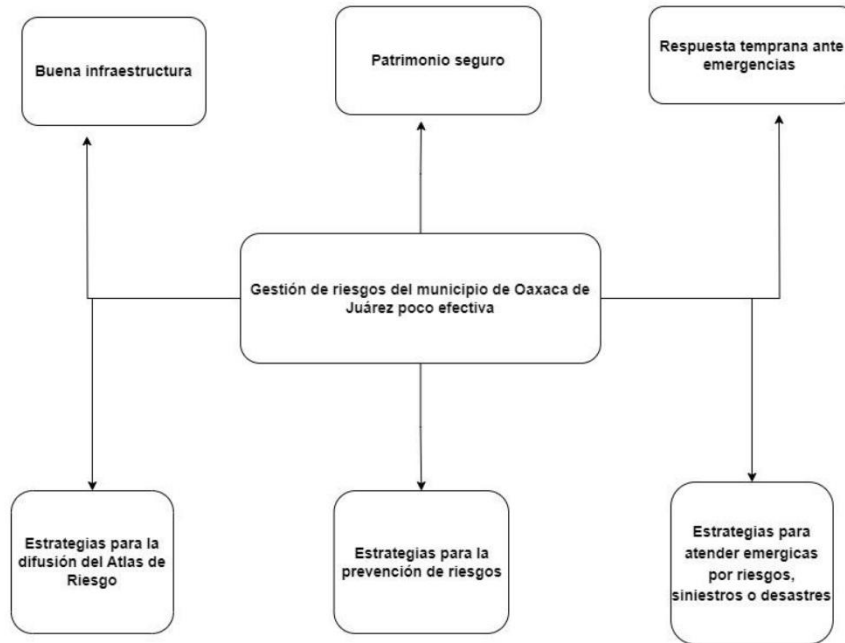 Buena infraestructura
Patrimonio seguro
Respuesta temprana ante
emergencias
Gestión de riesgos del municipio de Oaxaca de
Juárez poco efectiva
Estrategias para la
difusión del Atlas de
Riesgo
Estrategias para la
prevención de riesgos
Estrategias para
atender emergicas
por riesgos,
siniestros o desastres